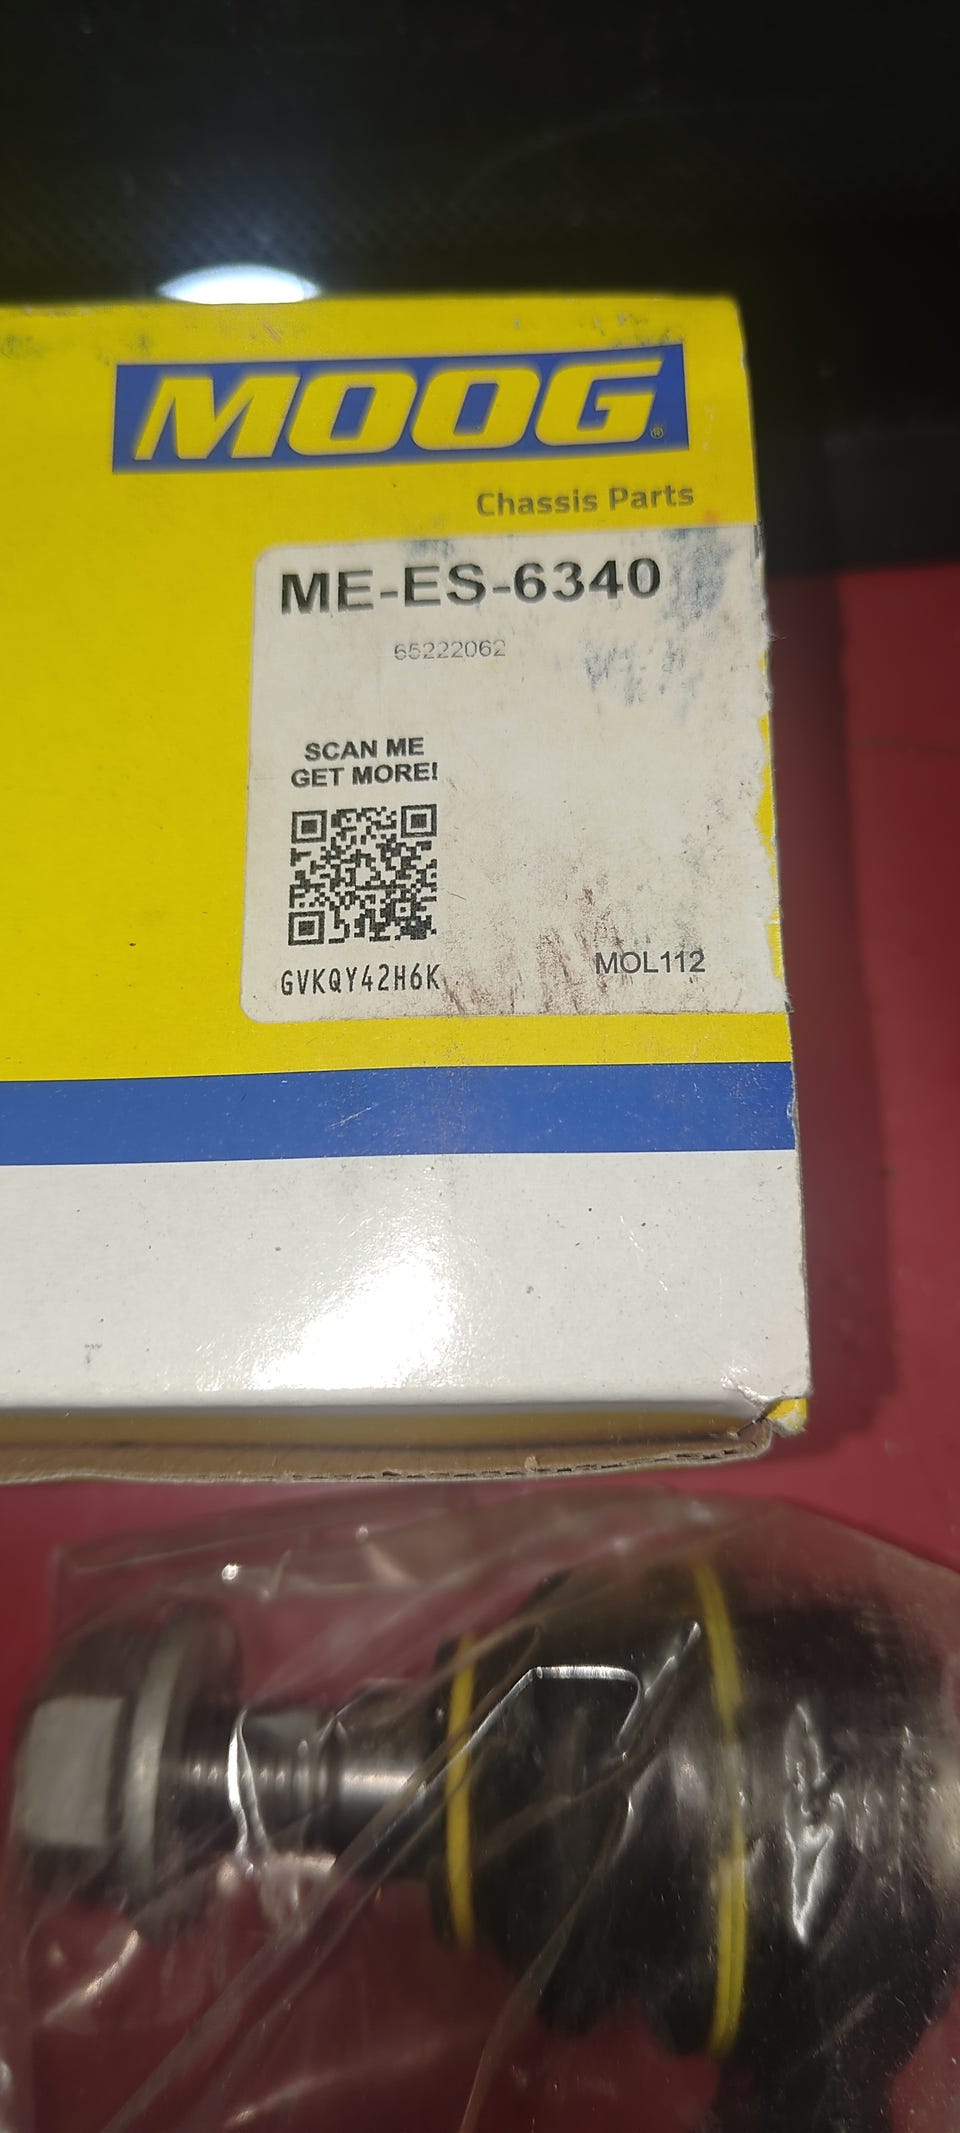 MOOG®
Chassis Parts
ME-ES-6340
65222062
SCAN ME
GET MORE!
GVKQY42H6K
MOL112